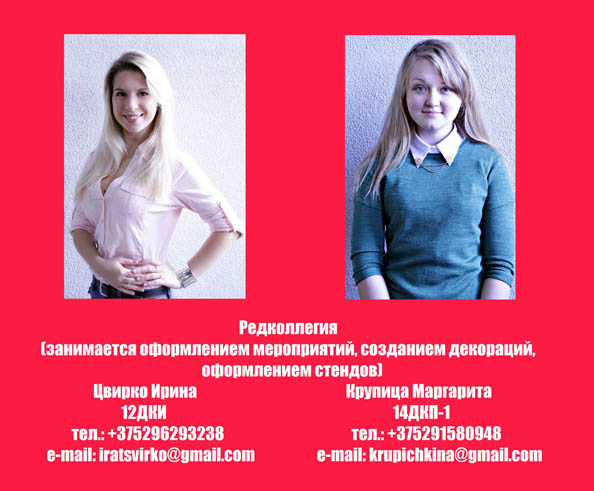 Редколлегия
(занимается оформлением мероприятий, созданием декораций,
оформлением стендов)
Цвирко Ирина
12ДКИ
тел.: +375296293238
e-mail: iratsvirko@gmail.com
Крупица Маргарита
14ДКП-1
тел.: +375291580948
e-mail: krupichkina@gmail.com